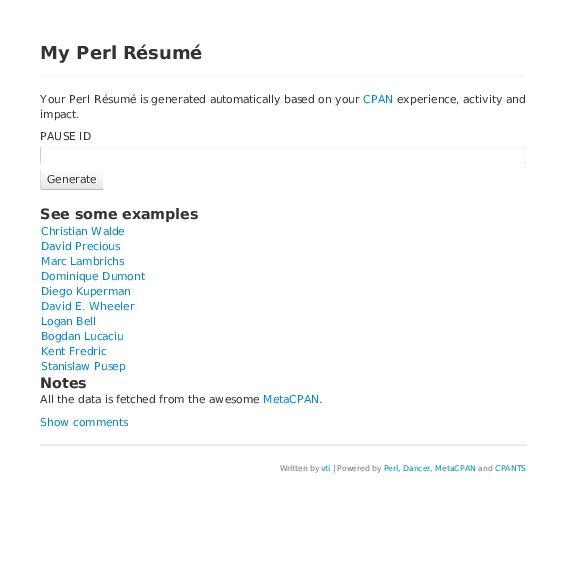 My Perl Résumé
Your Perl Résumé is generated automatically based on your CPAN experience, activity and
impact.
PAUSE ID
Generate
See some examples
Christian Walde
David Precious
Marc Lambrichs
Dominique Dumont
Diego Kuperman
David E. Wheeler
Logan Bell
Bogdan Lucaciu
Kent Fredric
Stanislaw Pusep
Notes
All the data is fetched from the awesome MetaCPAN.
Show comments
Written by vti | Powered by Perl, Dancer, MetaCPAN and CPANTS